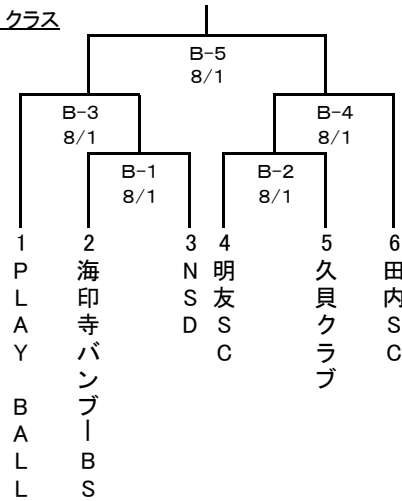 クラス
B-5
8/1
B-3
8/1
B-4
8/1
B-1
8/1
B-2
8/1
1
PLAY BALL
2
海印寺バンブーBS
3
NSD
4
明友SC
5
久貝クラブ
6
田内SC